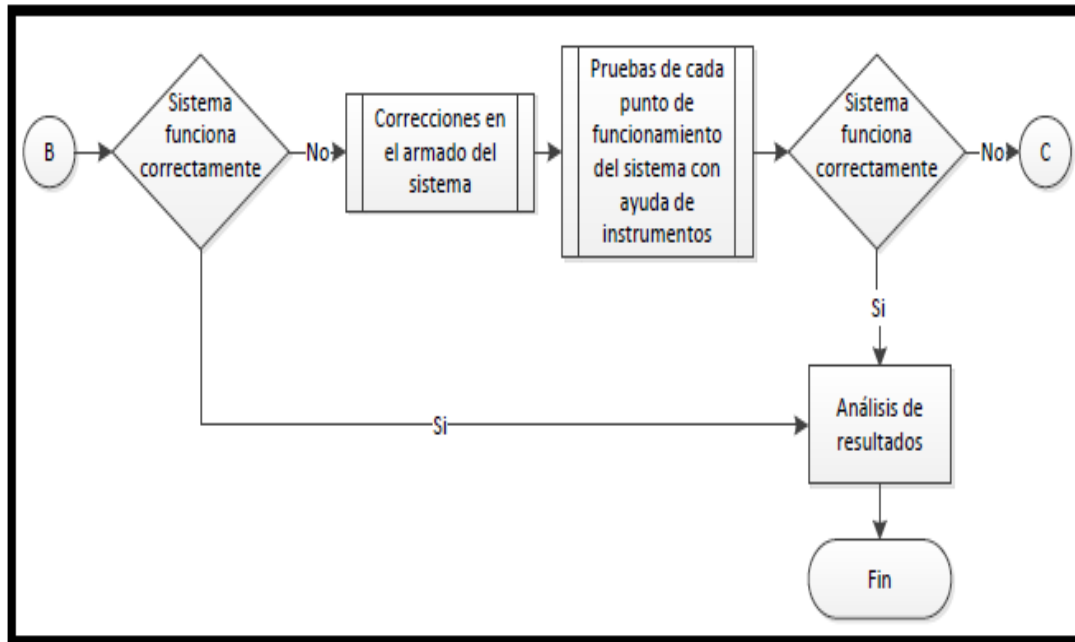 B
Sistema
funciona
correctamente
No
Correcciones en
el armado del
sistema
Pruebas de cada
punto de
funcionamiento
del sistema con
ayuda de
instrumentos
Sistema
funciona
correctamente
No
C
Si
Si
Análisis de
resultados
Fin